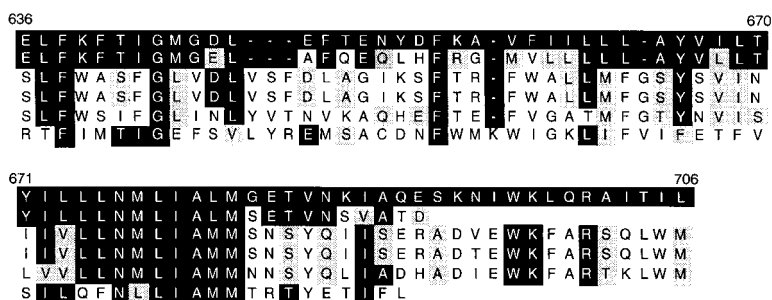 636 670
E L F K F T I G M G D L - - - E F T E N Y D F K A - V F I I L L L - A Y V I L T
E L F K F T I G M G E L - - - A F Q E Q L H F R G - M V L L L L L - A Y V L L T
S L F W A S F G L V D L V S F D L A G I K S F T R - F W A L L M F G S Y S V I N
S L F W A S F G L V D L V S F D L A G I K S F T R - F W A L L M F G S Y S V I N
S L F W S I F G L I N L Y V T N V K A Q H E F T E - F V G A T M F G T Y N V I S
R T F I M T I G E F S V L Y R E M S A C D N F W M K W I G K L I F V I F E T F V
671 706
Y I L L L N M L I A L M G E T V N K I A Q E S K N I W K L Q R A I T I L
Y I L L L N M L I A L M S E T V N S V A T D
I I V L L N M L I A M M S N S Y Q I I S E R A D V E W K F A R S Q L W M
I I V L L N M L I A M M S N S Y Q I I S E R A D T E W K F A R S Q L W M
L V V L L N M L I A M M N N S Y Q L I A D H A D I E W K F A R T K L W M
S I L Q F N L L I A M M T R T Y E T I F L